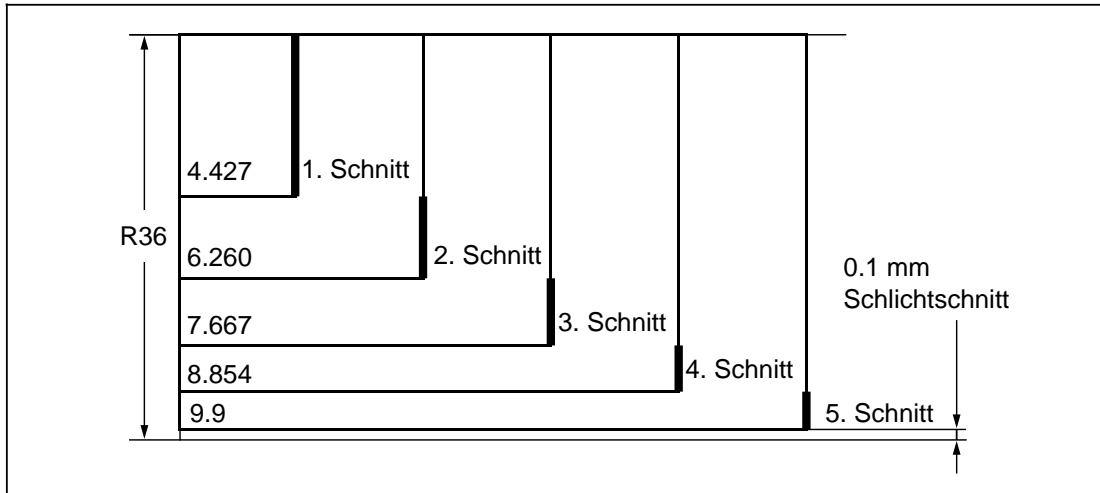 4.427
1. Schnitt
R36
6.260
2. Schnitt
0.1 mm
Schlichtschnitt
7.667
3. Schnitt
8.854
4. Schnitt
9.9
5. Schnitt